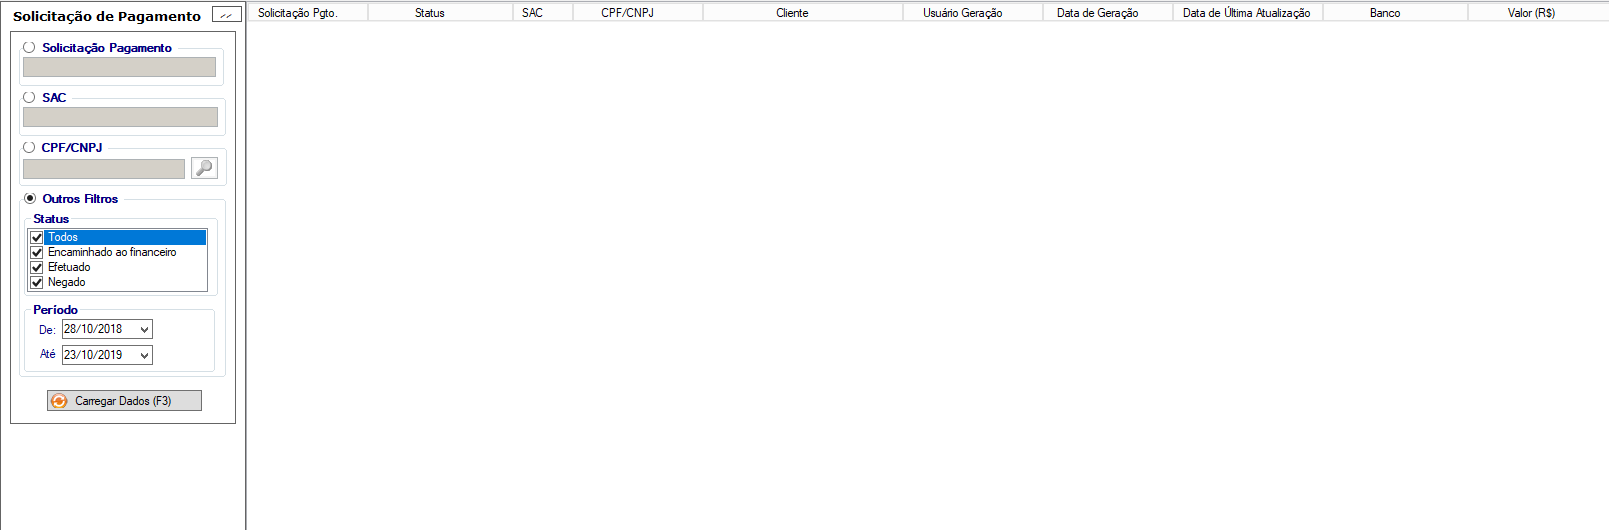 Solicitação de Pagamento
Solicitação Pgto. Status SAC CPF/CNPJ Cliente Usuário Geração Data de Geração Data de Última Atualização Banco Valor (R$)
Solicitação Pagamento
SAC
CPF/CNPJ
Outros Filtros
Status
Todos
Encaminhado ao financeiro
Efetuado
Negado
Período
De: 28/10/2018
Até 23/10/2019
Carregar Dados (F3)